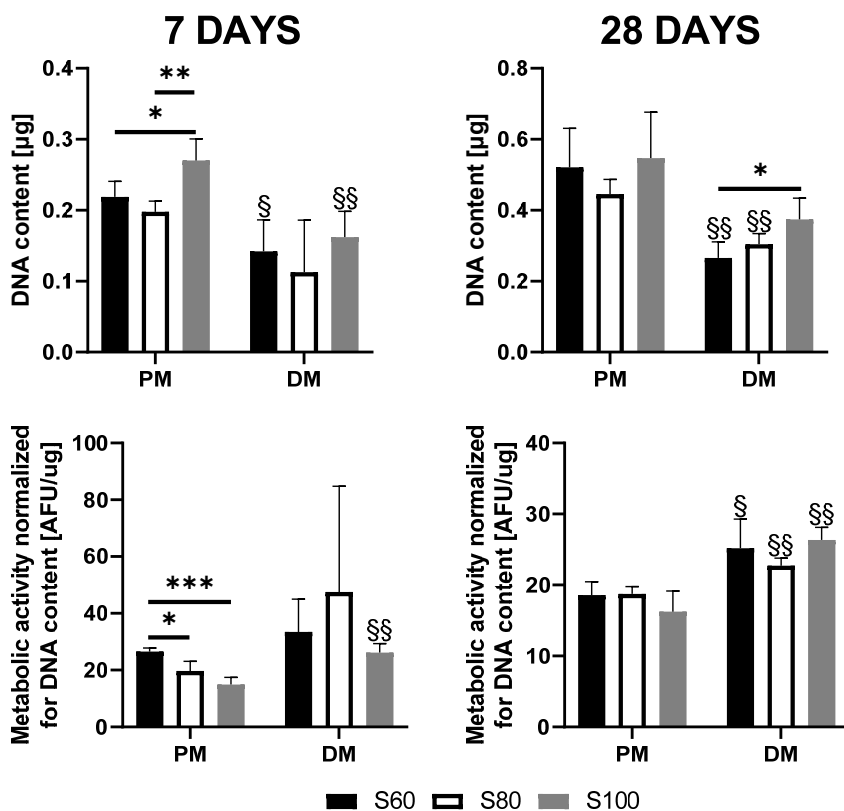 7 DAYS
28 DAYS
DNA content [µg]
0.4
0.3
0.2
0.1
0.0
**
*
§
§§
PM
DM
DNA content [µg]
0.8
0.6
0.4
0.2
0.0
*
§§
§§
PM
DM
Metabolic activity normalized
for DNA content [AFU/ug]
100
80
60
40
20
0
***
*
§§
PM
DM
Metabolic activity normalized
for DNA content [AFU/ug]
40
30
20
10
0
§
§§
§§
PM
DM
S60
S80
S100